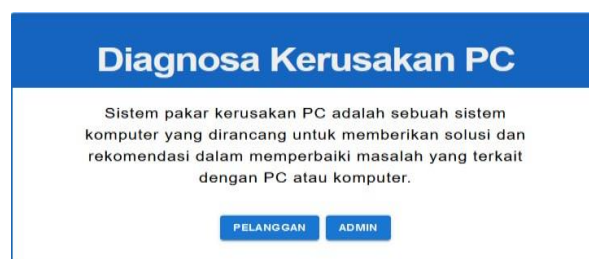 Diagnosa Kerusakan PC
Sistem pakar kerusakan PC adalah sebuah sistem
komputer yang dirancang untuk memberikan solusi dan
rekomendasi dalam memperbaiki masalah yang terkait
dengan PC atau komputer.
PELANGGAN ADMIN